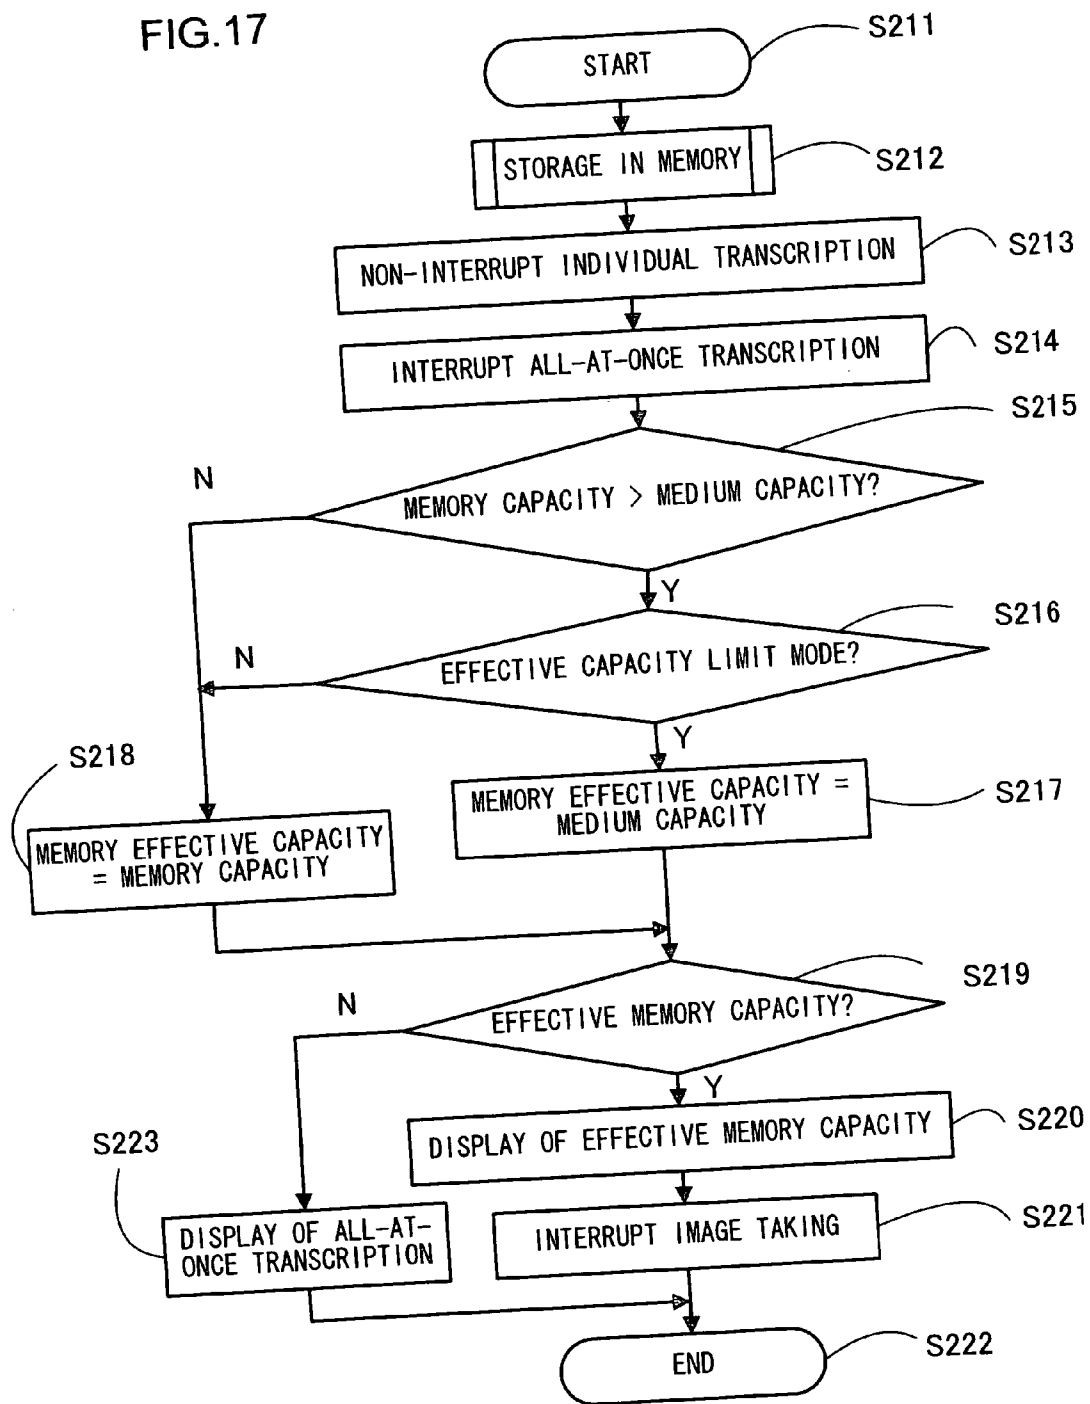 FIG.17
START
S211
STORAGE IN MEMORY
S212
NON-INTERRUPT INDIVIDUAL TRANSCRIPTION
S213
INTERRUPT ALL-AT-ONCE TRANSCRIPTION
S214
S215
N
MEMORY CAPACITY > MEDIUM CAPACITY?
Y
S216
N
EFFECTIVE CAPACITY LIMIT MODE?
Y
S218
MEMORY EFFECTIVE CAPACITY
= MEMORY CAPACITY
MEMORY EFFECTIVE CAPACITY =
MEDIUM CAPACITY
S217
S219
N
EFFECTIVE MEMORY CAPACITY?
Y
DISPLAY OF EFFECTIVE MEMORY CAPACITY
S220
S223
DISPLAY OF ALL-AT-
ONCE TRANSCRIPTION
INTERRUPT IMAGE TAKING
S221
END
S222